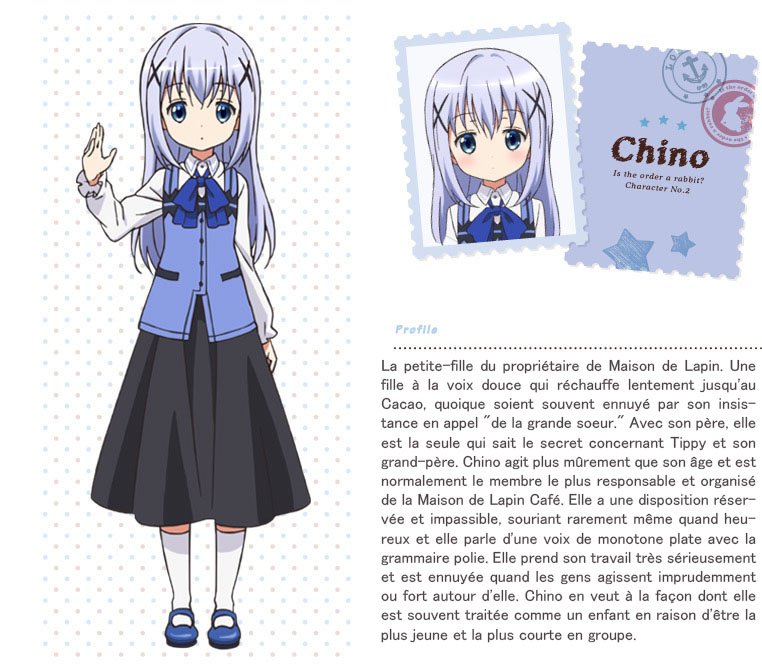 Chino
Is the order a rabbit?
Character No.2
Profile
La petite-fille du propriétaire de Maison de Lapin. Une
fille à la voix douce qui réchauffe lentement jusqu'au
Cacao, quoique soient souvent ennuyé par son insis-
tance en appel "de la grande soeur." Avec son père, elle
est la seule qui sait le secret concernant Tippy et son
grand-père. Chino agit plus mûrement que son âge et est
normalement le membre le plus responsable et organisé
de la Maison de Lapin Café. Elle a une disposition réser-
vée et impassible, souriant rarement même quand heu-
reux et elle parle d'une voix de monotone plate avec la
grammaire polie. Elle prend son travail très sérieusement
et est ennuyée quand les gens agissent imprudemment
ou fort autour d'elle. Chino en veut à la façon dont elle
est souvent traitée comme un enfant en raison d'être la
plus jeune et la plus courte en groupe.